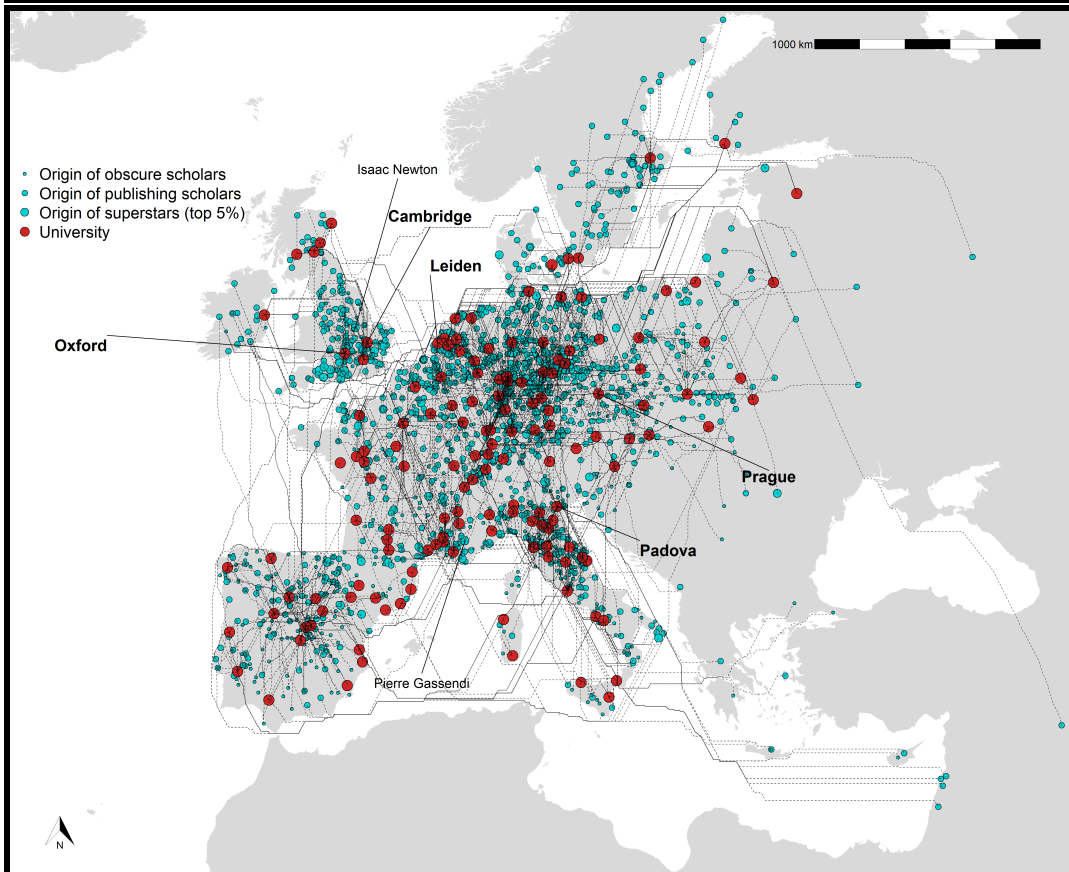 1000 km
Origin of obscure scholars
Origin of publishing scholars
Origin of superstars (top 5%)
University
Isaac Newton
Cambridge
Leiden
Oxford
Prague
Padova
Pierre Gassendi
N